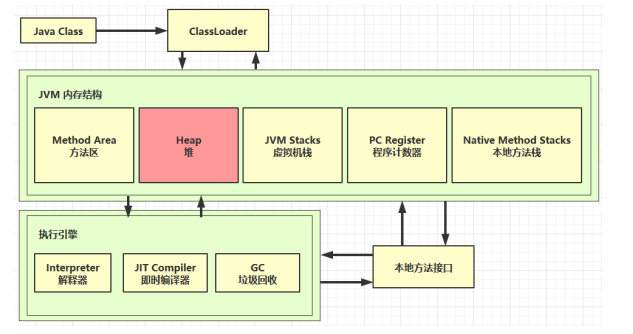 Java Class
ClassLoader
JVM 内存结构
Method Area
方法区
Heap
堆
JVM Stacks
虚拟机栈
PC Register
程序计数器
Native Method Stacks
本地方法栈
执行引擎
Interpreter
解释器
JIT Compiler
即时编译器
GC
垃圾回收
本地方法接口